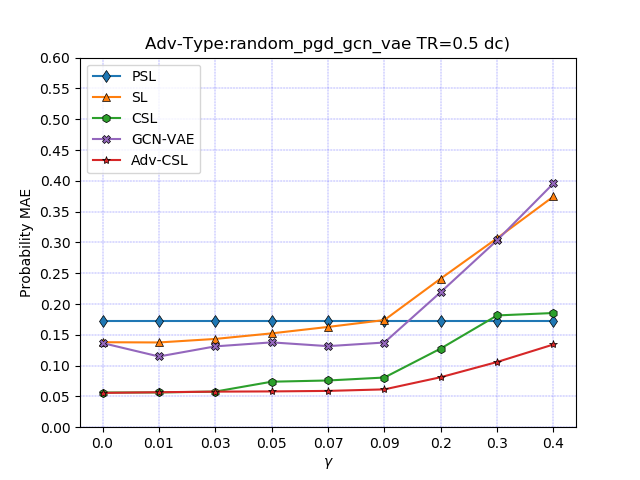 Adv-Type:random_pgd_gcn_vae TR=0.5 dc)
0.60
0.55
0.50
0.45
0.40
0.35
0.30
0.25
0.20
0.15
0.10
0.05
0.00
Probability MAE
PSL
SL
CSL
GCN-VAE
Adv-CSL
0.0 0.01 0.03 0.05 0.07 0.09 0.2 0.3 0.4
γ